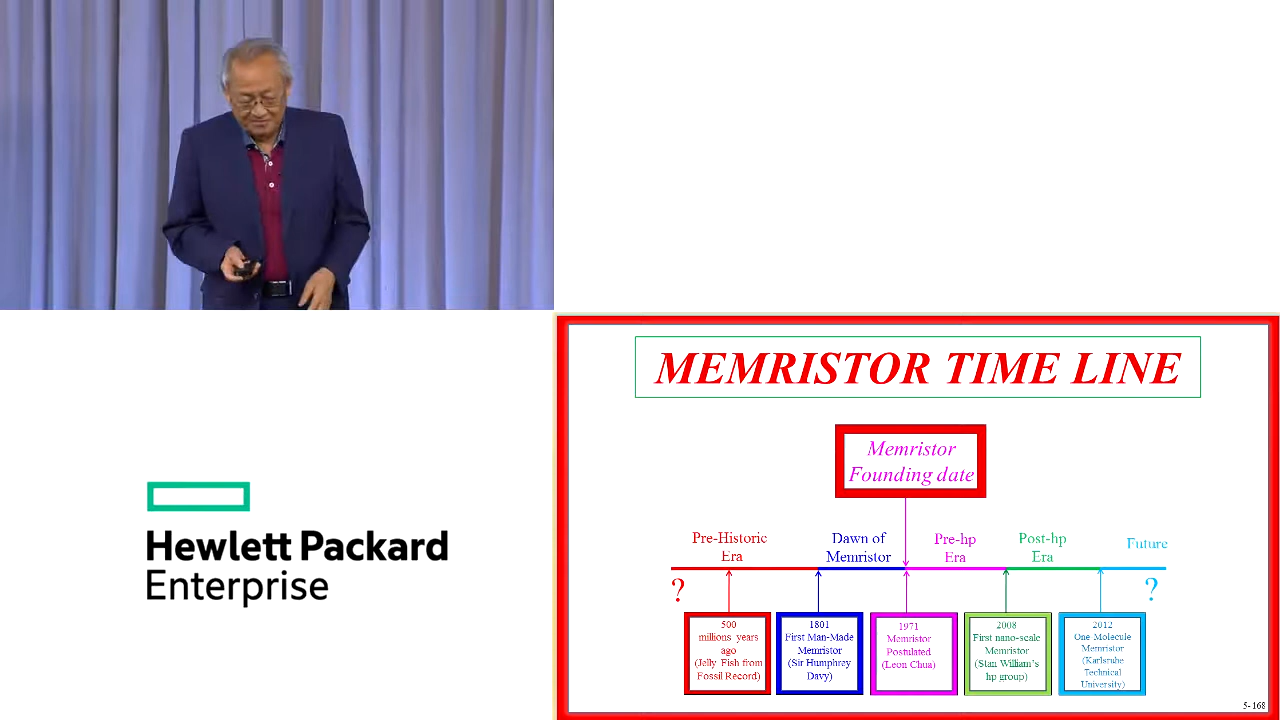 Hewlett Packard
Enterprise
MEMRISTOR TIME LINE
Memristor
Founding date
Pre-Historic
Era
Dawn of
Memristor
Pre-hp
Era
Post-hp
Era
Future
?
?
500
millions years
ago
(Jelly Fish from
Fossil Record)
1801
First Man-Made
Memristor
(Sir Humphrey
Davy)
1971
Memristor
Postulated
(Leon Chua)
2008
First nano-scale
Memristor
(Stan William's
hp group)
2012
One Molecule
Memristor
(Karlsruhe
Technical
University)
5-168